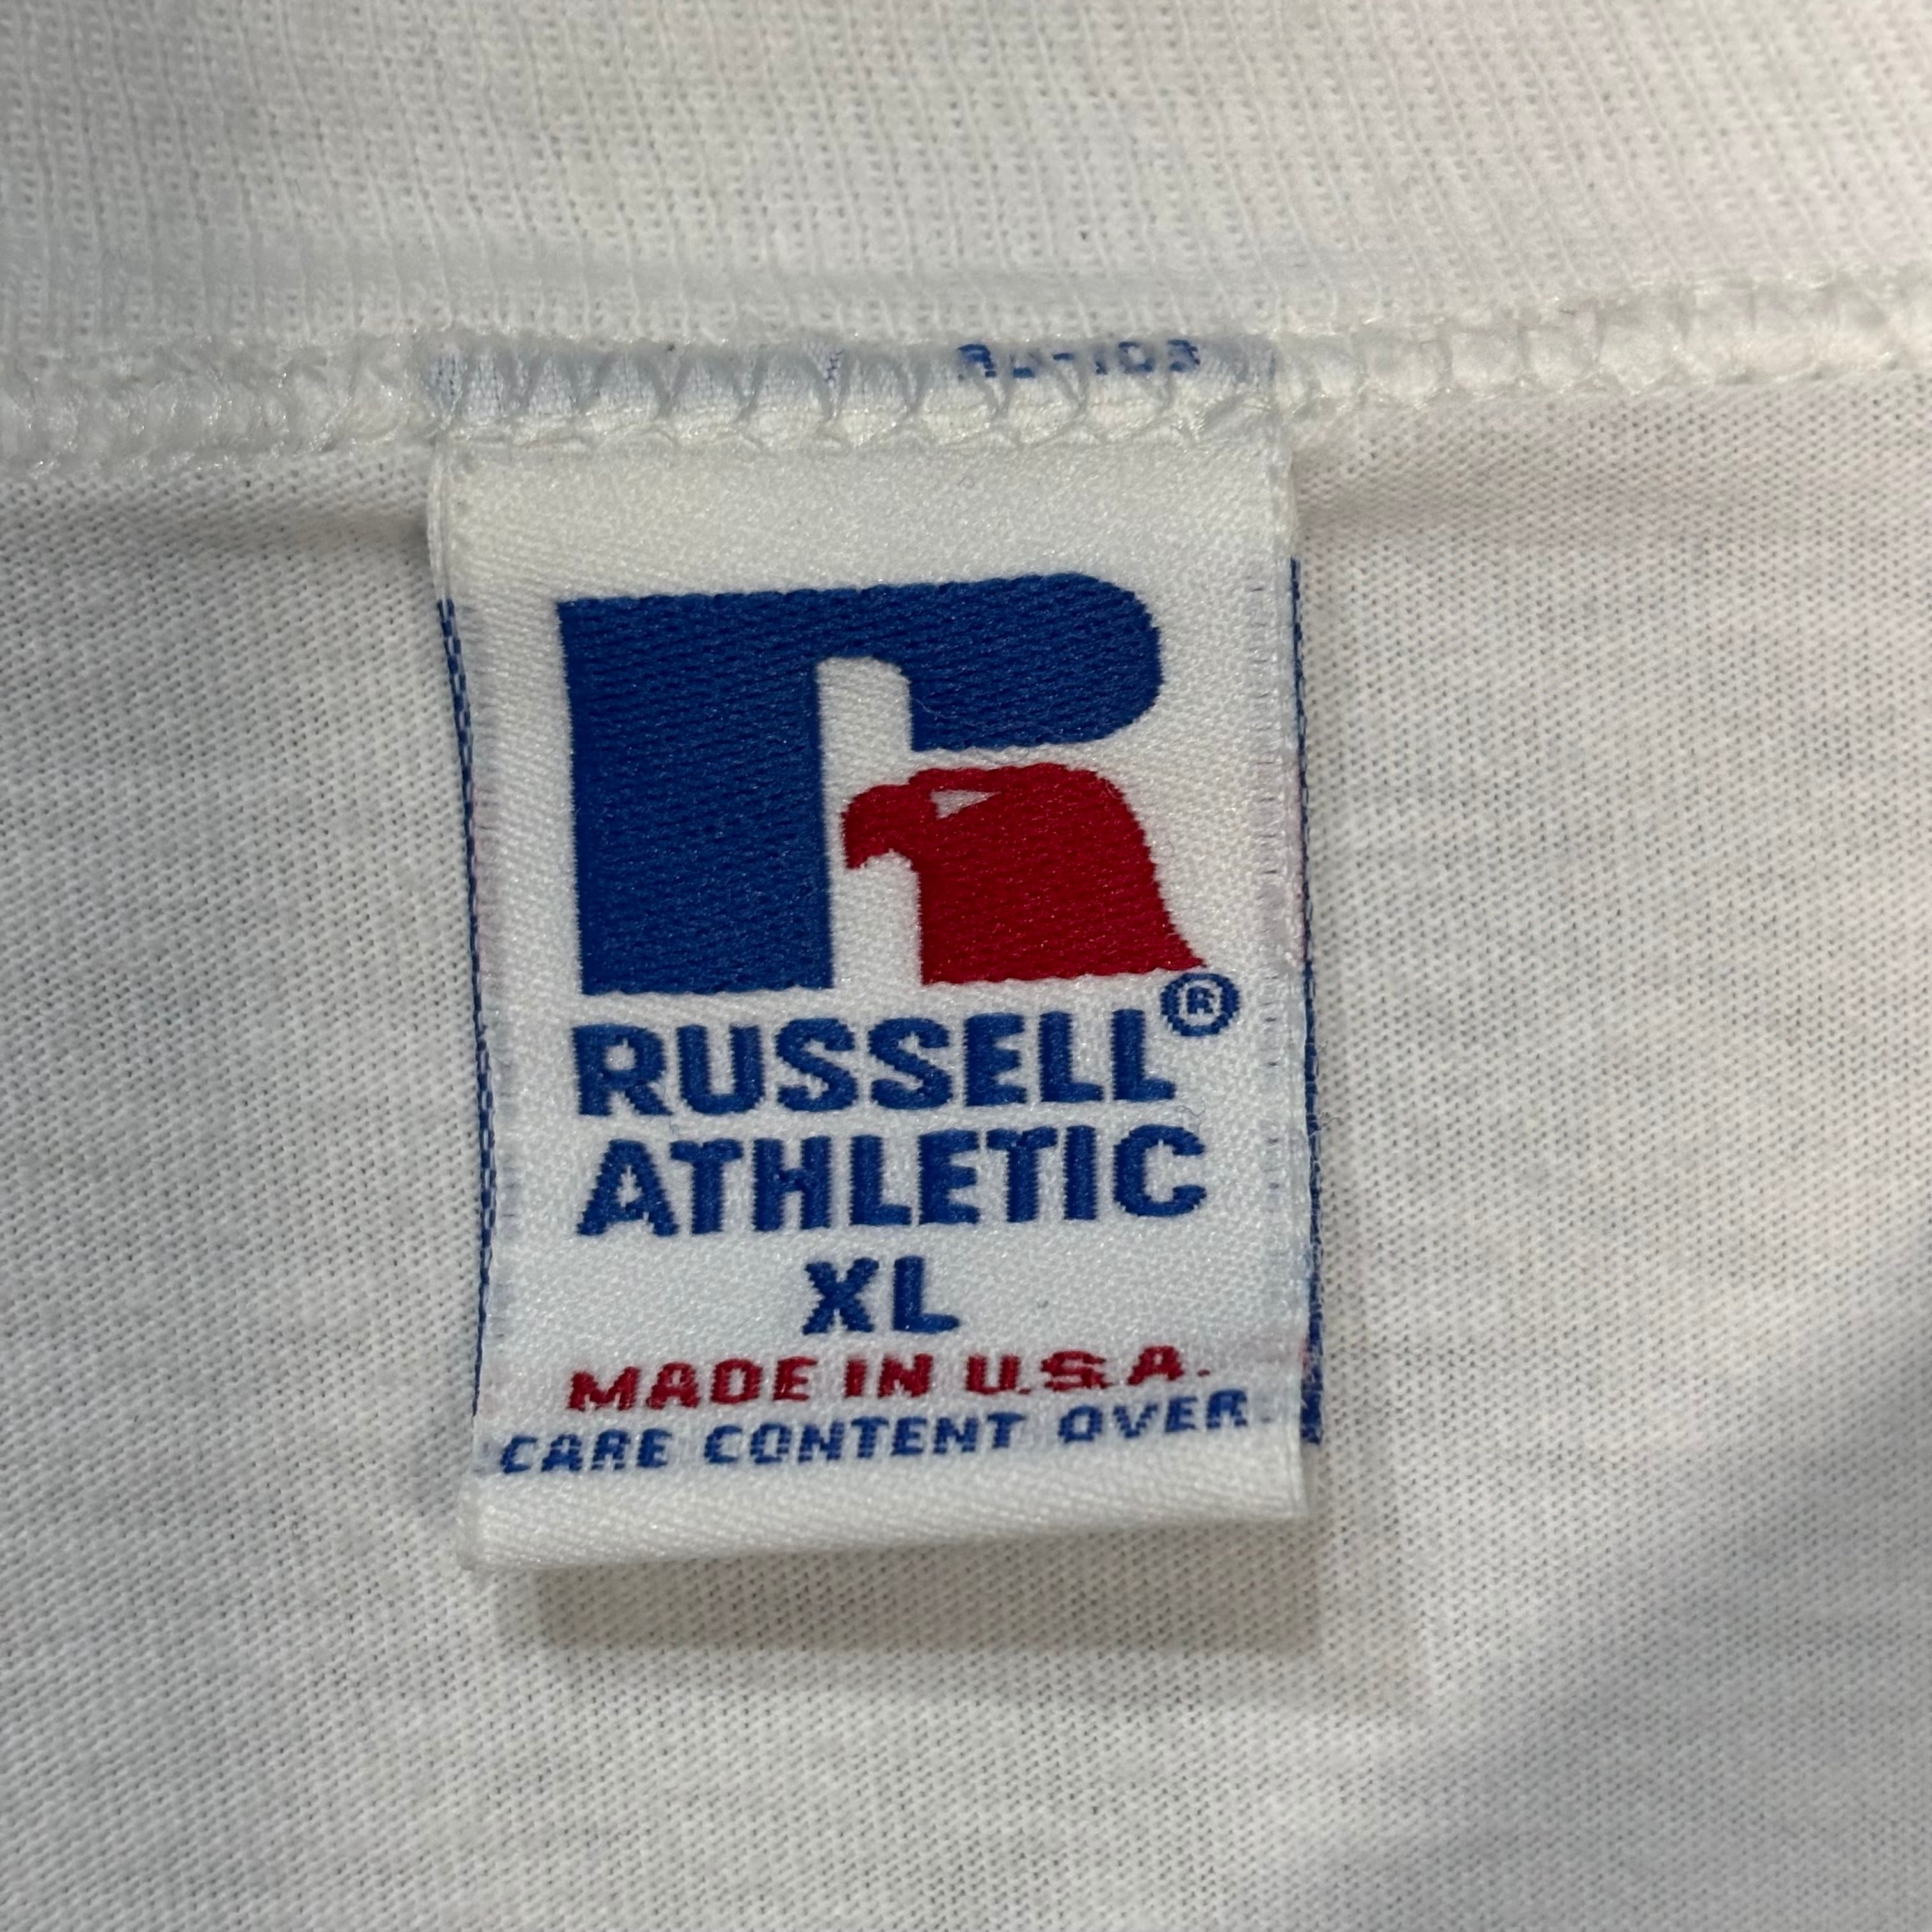 RUSSELL®
ATHLETIC
XL
MADE IN U.S.A.
CARE CONTENT OVER